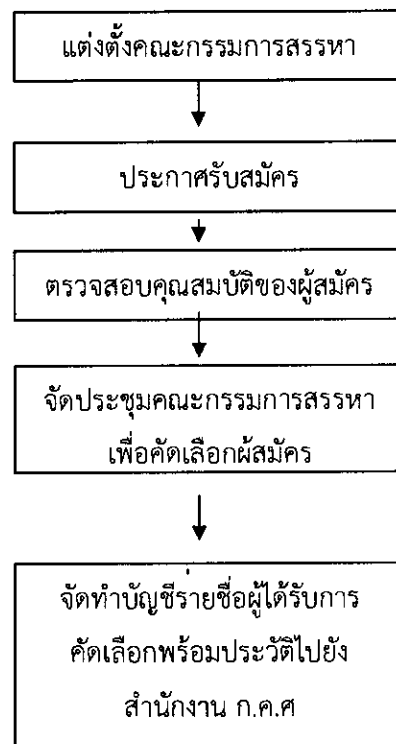 แต่งตั้งคณะกรรมการสรรหา
ประกาศรับสมัคร
ตรวจสอบคุณสมบัติของผู้สมัคร
จัดประชุมคณะกรรมการสรรหา
เพื่อคัดเลือกผู้สมัคร
จัดทำบัญชีรายชื่อผู้ได้รับการ
คัดเลือกพร้อมประวัติไปยัง
สำนักงาน ก.ค.ศ